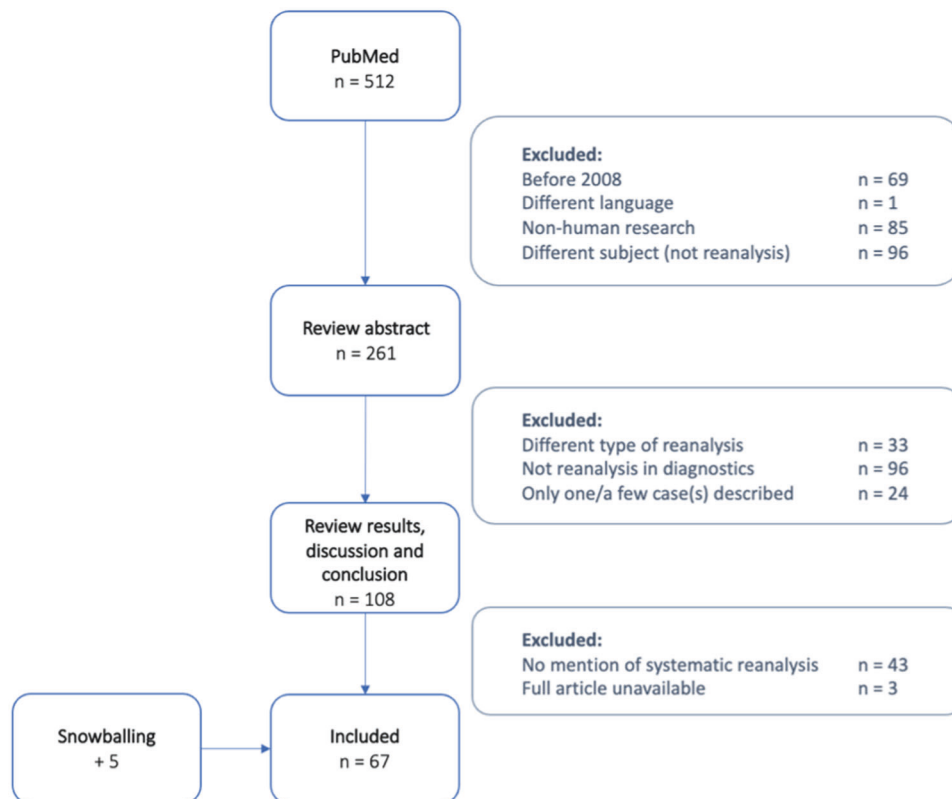 PubMed
n = 512
Excluded:
Before 2008 n = 69
Different language n = 1
Non-human research n = 85
Different subject (not reanalysis) n = 96
Review abstract
n = 261
Excluded:
Different type of reanalysis n = 33
Not reanalysis in diagnostics n = 96
Only one/a few case(s) described n = 24
Review results,
discussion and
conclusion
n = 108
Excluded:
No mention of systematic reanalysis n = 43
Full article unavailable n = 3
Snowballing
+ 5
Included
n = 67